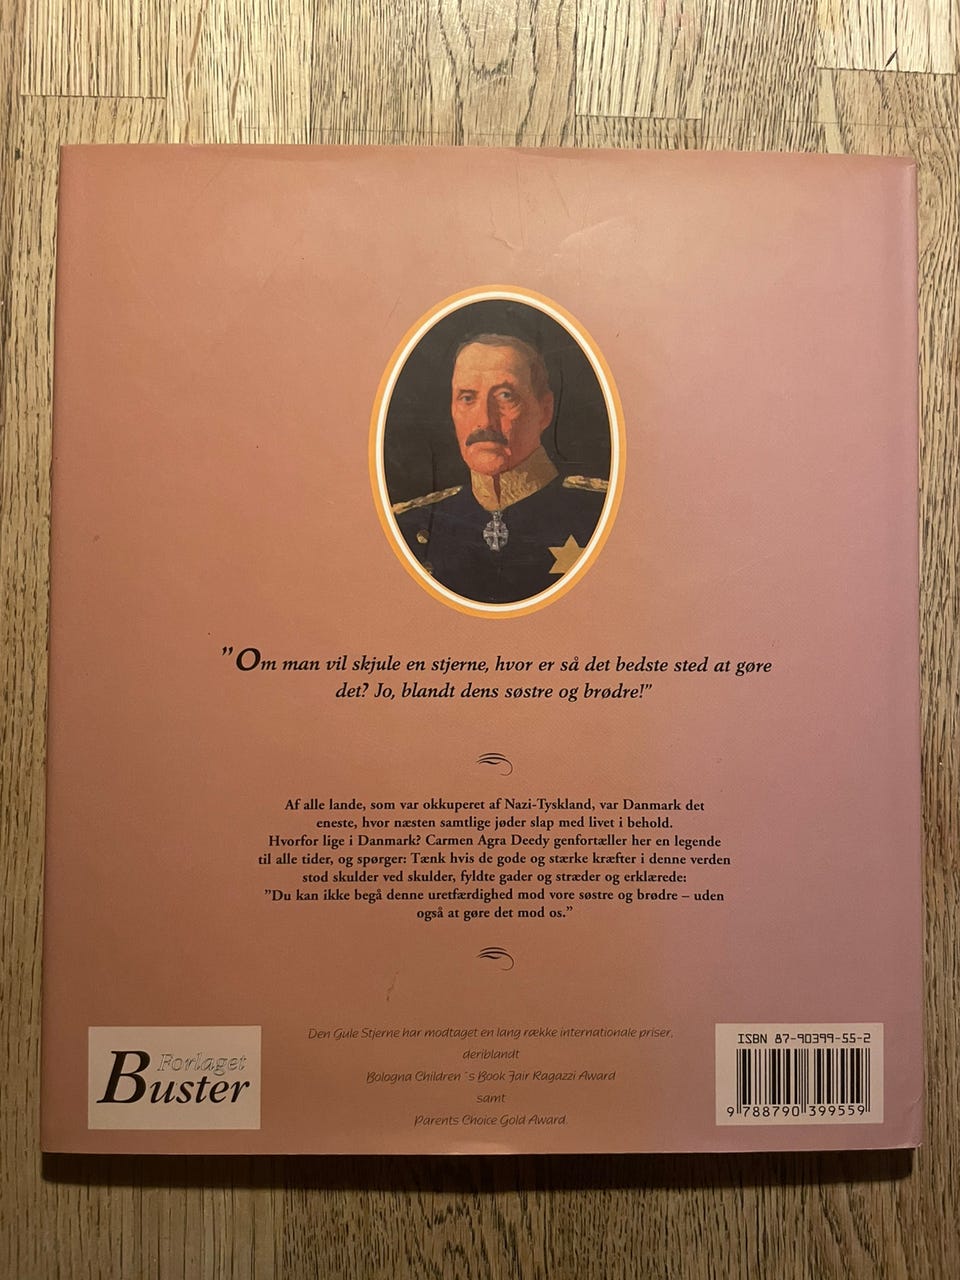 ”Om man vil skjule en stjerne, hvor er så det bedste sted at gøre
det? Jo, blandt dens søstre og brødre!”
Af alle lande, som var okkuperet af Nazi-Tyskland, var Danmark det
eneste, hvor næsten samtlige jøder slap med livet i behold.
Hvorfor lige i Danmark? Carmen Agra Deedy genfortæller her en legende
til alle tider, og spørger: Tænk hvis de gode og stærke kræfter i denne verden
stod skulder ved skulder, fyldte gader og stræder og erklærede:
”Du kan ikke begå denne uretfærdighed mod vore søstre og brødre – uden
også at gøre det mod os.”
Den Gule Stjerne har modtaget en lang række internationale priser,
deriblandt
Bologna Children´s Book Fair Ragazzi Award
samt
Parents Choice Gold Award.
Forlaget
Buster
ISBN 87-90399-55-2
9 788790 399559